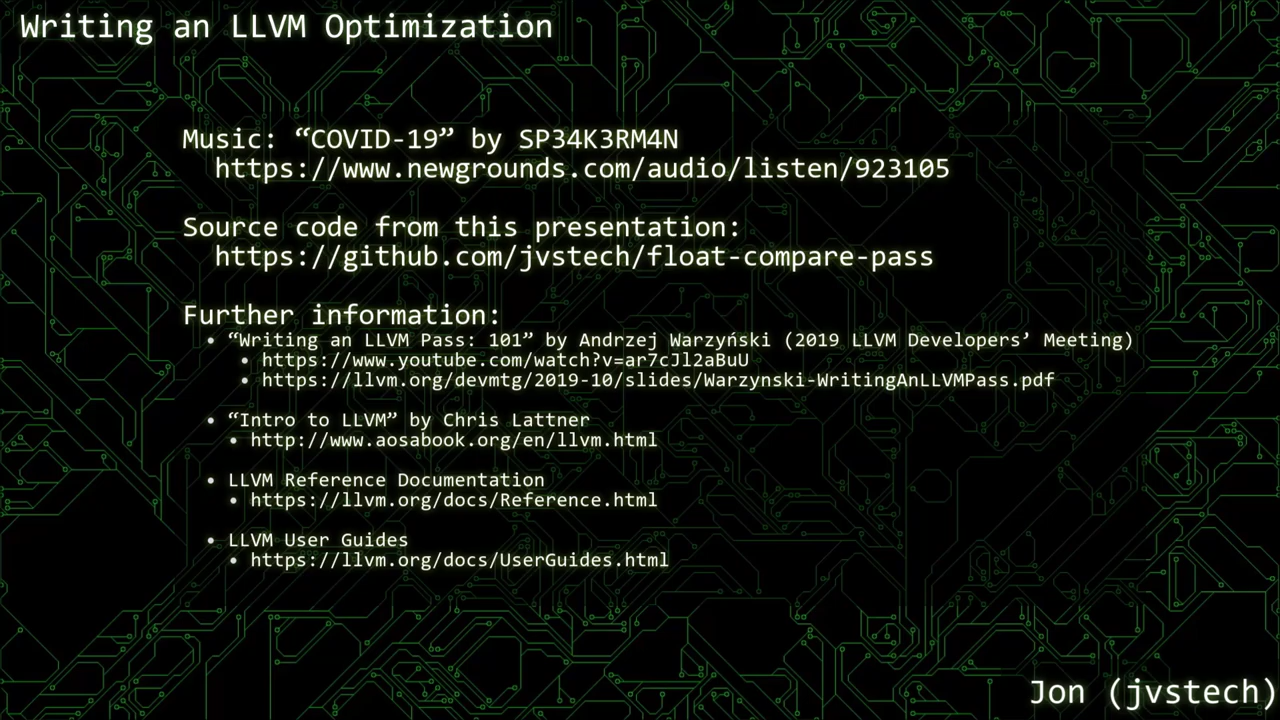 Writing an LLVM Optimization
Music: “COVID-19” by SP34K3RM4N
https://www.newgrounds.com/audio/listen/923105
Source code from this presentation:
https://github.com/jvstech/float-compare-pass
Further information:
• “Writing an LLVM Pass: 101” by Andrzej Warzyński (2019 LLVM Developers’ Meeting)
• https://www.youtube.com/watch?v=ar7cJl2aBuU
• https://llvm.org/devmtg/2019-10/slides/Warzynski-WritingAnLLVMPass.pdf
• “Intro to LLVM” by Chris Lattner
• http://www.aosabook.org/en/llvm.html
• LLVM Reference Documentation
• https://llvm.org/docs/Reference.html
• LLVM User Guides
• https://llvm.org/docs/UserGuides.html
Jon (jvstech)